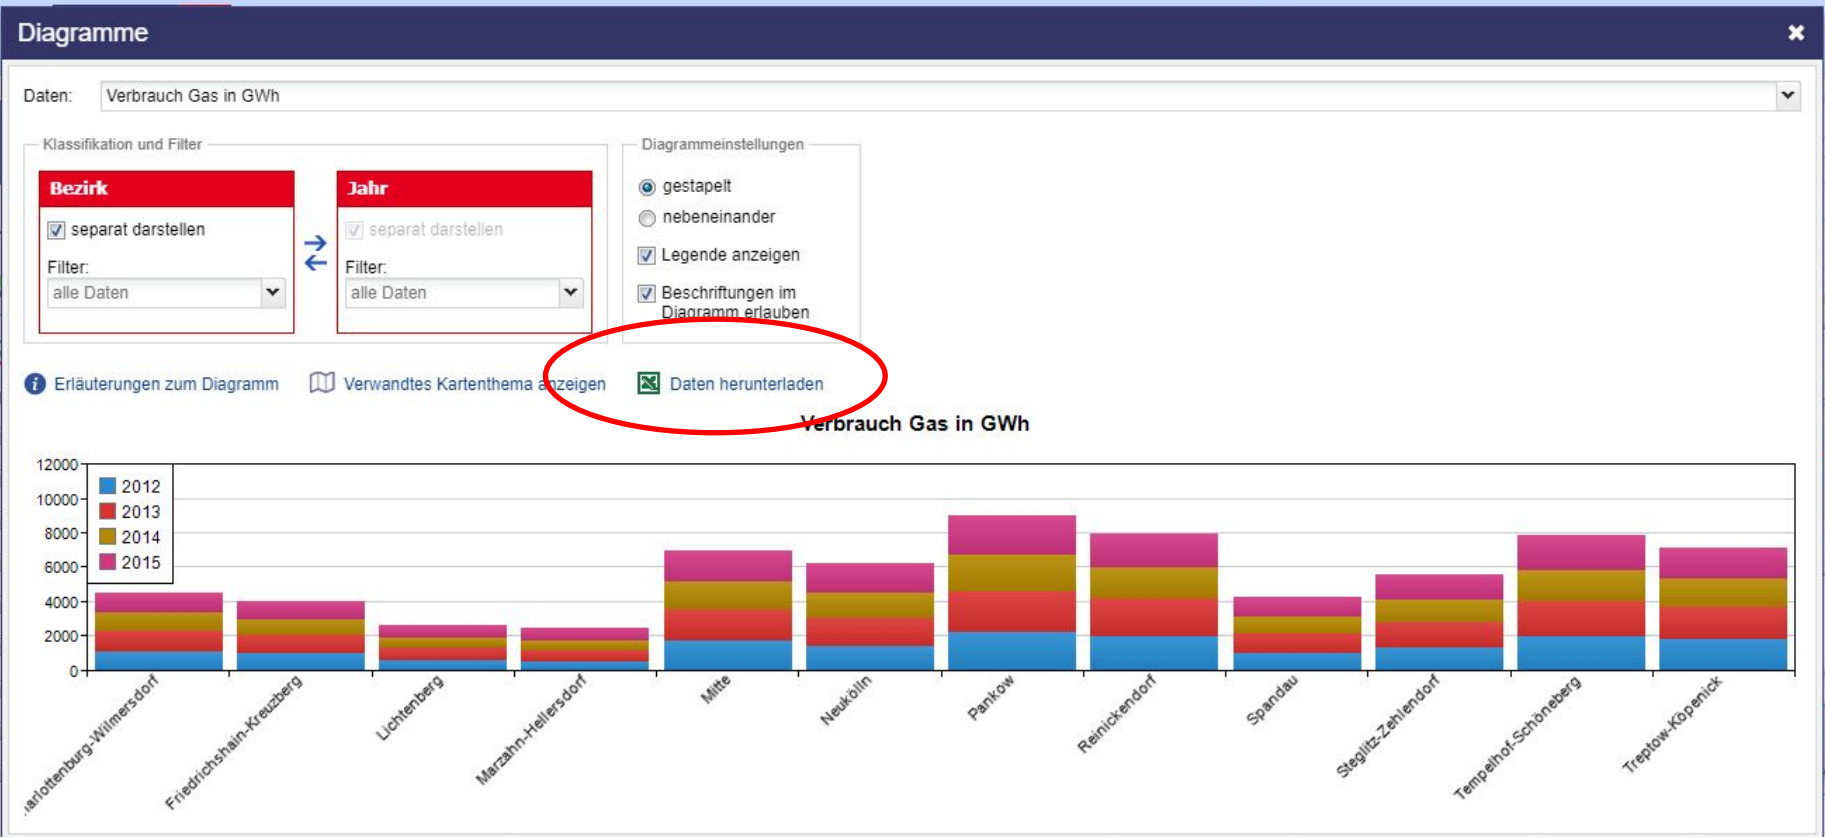 Diagramme
Daten: Verbrauch Gas in GWh
Klassifikation und Filter
Bezirk
separat darstellen
Filter:
alle Daten
Jahr
separat darstellen
Filter:
alle Daten
Diagrammeinstellungen
gestapelt
nebeneinander
Legende anzeigen
Beschriftungen im
Diagramm erlauben
Erläuterungen zum Diagramm
Verwandtes Kartenthema anzeigen
Daten herunterladen
Verbrauch Gas in GWh
12000
10000
8000
6000
4000
2000
0
2012
2013
2014
2015
arlottenburg-Wilmersdorf
Friedrichshain-Kreuzberg
Lichtenberg
Marzahn-Hellersdorf
Mitte
Neukölln
Pankow
Reinickendorf
Spandau
Steglitz-Zehlendorf
Tempelhof-Schöneberg
Treptow-Köpenick